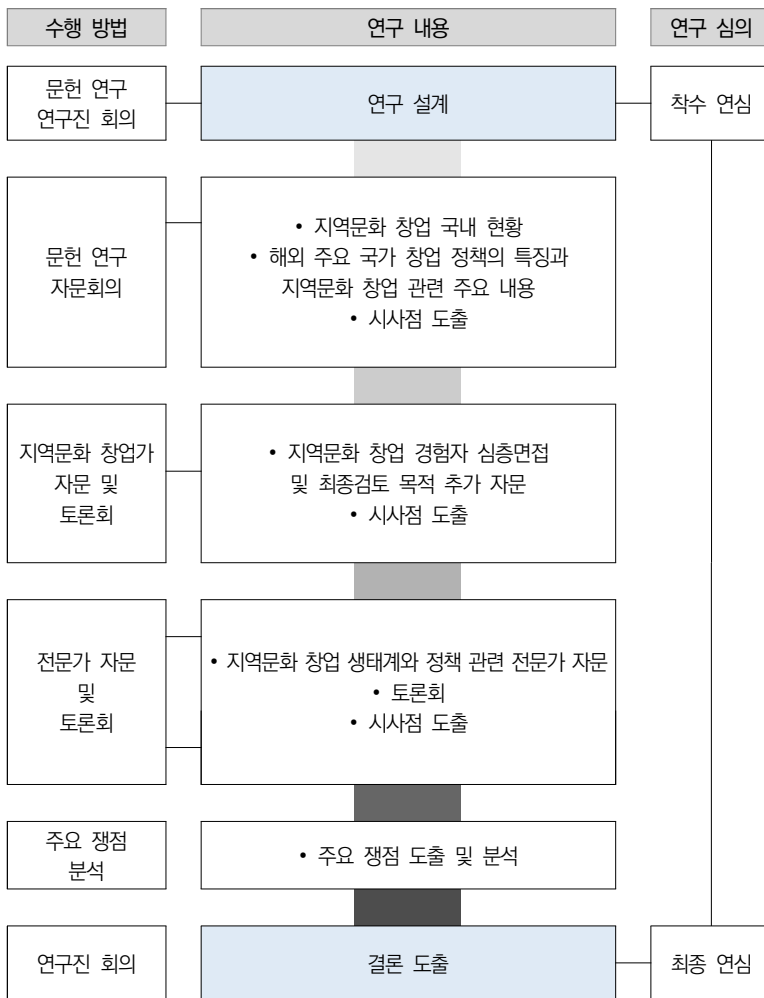 수행 방법
연구 내용
연구 심의
문헌 연구
연구진 회의
연구 설계
착수 연심
문헌 연구
자문회의
• 지역문화 창업 국내 현황
• 해외 주요 국가 창업 정책의 특징과
지역문화 창업 관련 주요 내용
• 시사점 도출
지역문화 창업가
자문 및
토론회
• 지역문화 창업 경험자 심층면접
및 최종검토 목적 추가 자문
• 시사점 도출
전문가 자문
및
토론회
• 지역문화 창업 생태계와 정책 관련 전문가 자문
• 토론회
• 시사점 도출
주요 쟁점
분석
• 주요 쟁점 도출 및 분석
연구진 회의
결론 도출
최종 연심